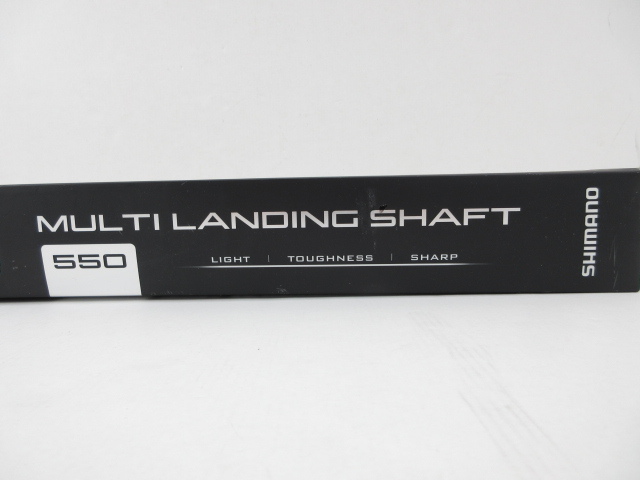 MULTI LANDING SHAFT
550
LIGHT | TOUGHNESS | SHARP
SHIMANO